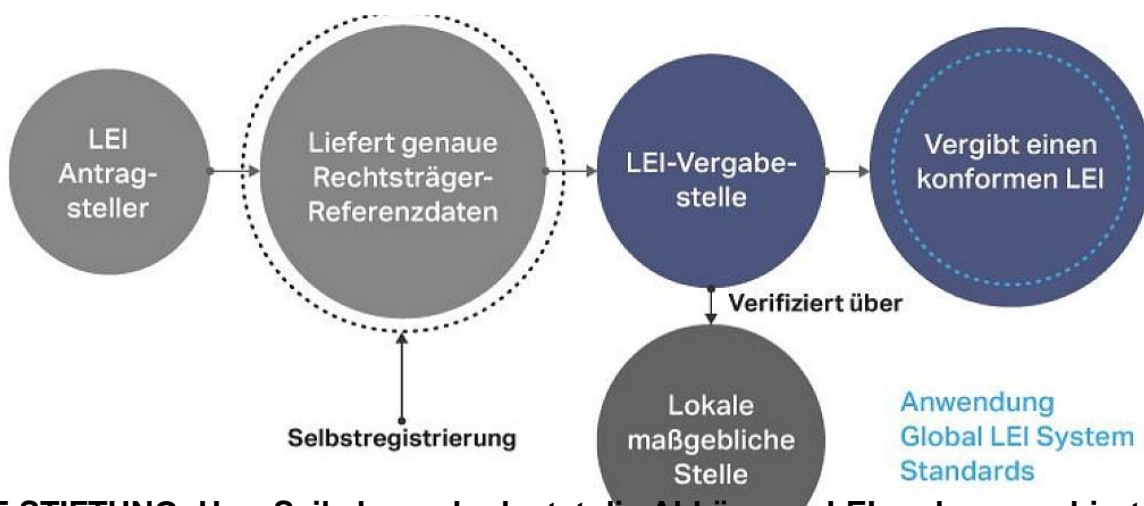 LEI
Antrag-
steller
Liefert genaue
Rechtsträger-
Referenzdaten
LEI-Vergabe-
stelle
Vergibt einen
konformen LEI
Verifiziert über
Selbstregistrierung
Lokale
maßgebliche
Stelle
Anwendung
Global LEI System
Standards
STIFTUNG